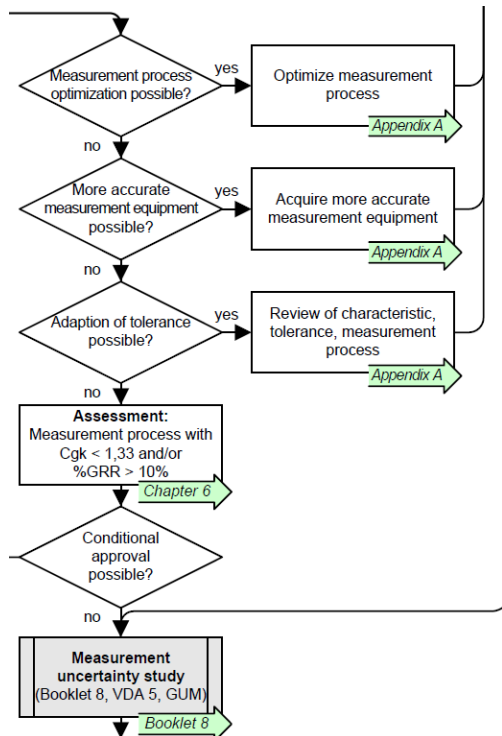 Measurement process
optimization possible?
yes
Optimize measurement
process
Appendix A
no
More accurate
measurement equipment
possible?
yes
Acquire more accurate
measurement equipment
Appendix A
no
Adaption of tolerance
possible?
yes
Review of characteristic,
tolerance, measurement
process
Appendix A
no
Assessment:
Measurement process with
Cgk < 1,33 and/or
%GRR > 10%
Chapter 6
Conditional
approval
possible?
no
Measurement
uncertainty study
(Booklet 8, VDA 5, GUM)
Booklet 8